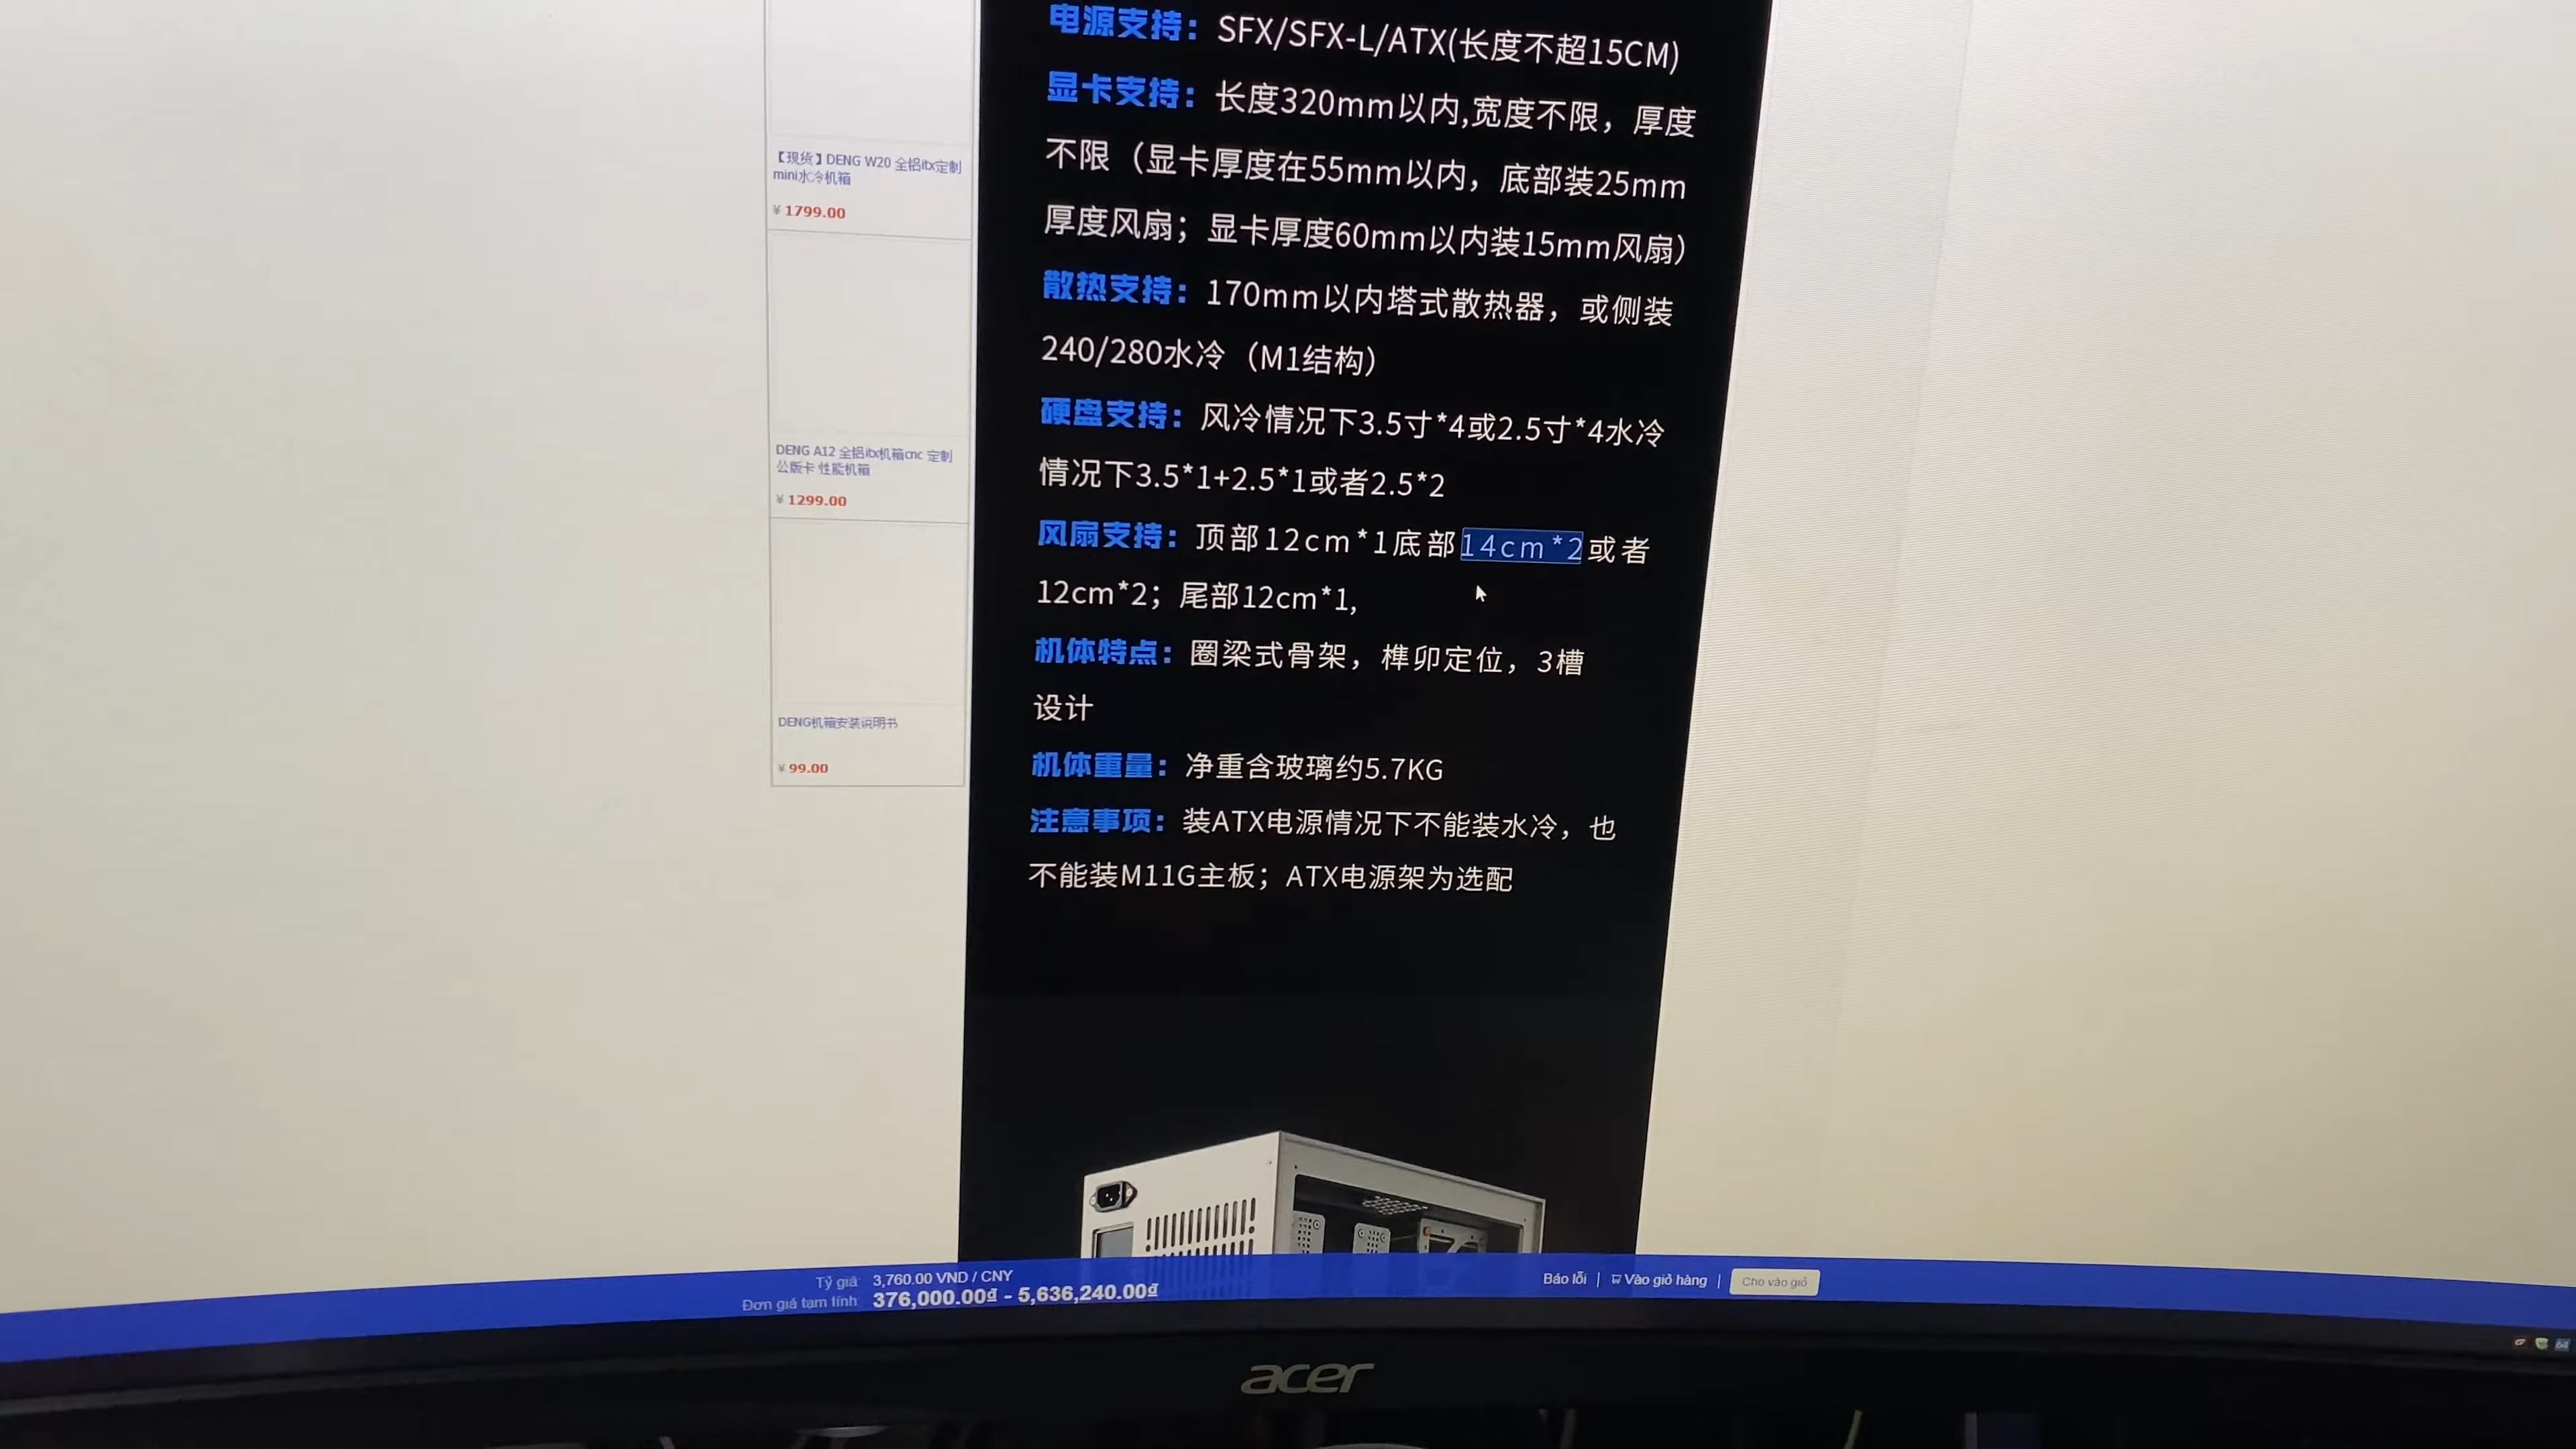 电源支持：SFX/SFX-L/ATX(长度不超15CM)
显卡支持：长度320mm以内,宽度不限，厚度
不限（显卡厚度在55mm以内，底部装25mm
厚度风扇；显卡厚度60mm以内装15mm风扇）
散热支持：170mm以内塔式散热器，或侧装
240/280水冷（M1结构）
硬盘支持：风冷情况下3.5寸*4或2.5寸*4水冷
情况下3.5*1+2.5*1或者2.5*2
风扇支持：顶部12cm*1底部14cm*2或者
12cm*2；尾部12cm*1,
机体特点：圈梁式骨架，榫卯定位，3槽
设计
机体重量：净重含玻璃约5.7KG
注意事项：装ATX电源情况下不能装水冷，也
不能装M11G主板；ATX电源架为选配
【现货】DENG W20 全铝itx定制
mini水冷机箱
¥ 1799.00
DENG A12 全铝itx机箱cnc 定制
公版卡 性能机箱
¥ 1299.00
DENG机箱安装说明书
¥ 99.00
Tỷ giá: 3,760.00 VND / CNY
Đơn giá tạm tính: 376,000.00₫ - 5,636,240.00₫
Báo lỗi | Vào giỏ hàng | Cho vào giỏ
acer
64